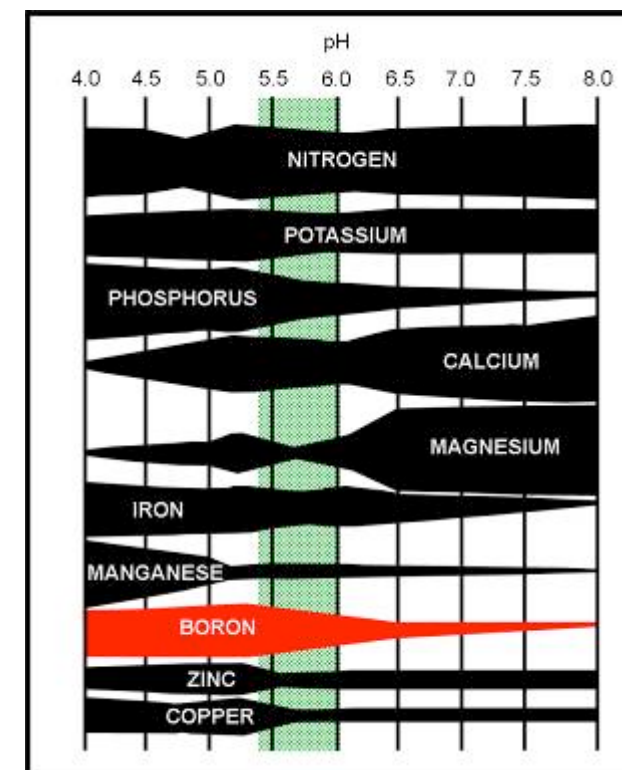 pH
4.0 4.5 5.0 5.5 6.0 6.5 7.0 7.5 8.0
NITROGEN
POTASSIUM
PHOSPHORUS
CALCIUM
MAGNESIUM
IRON
MANGANESE
BORON
ZINC
COPPER